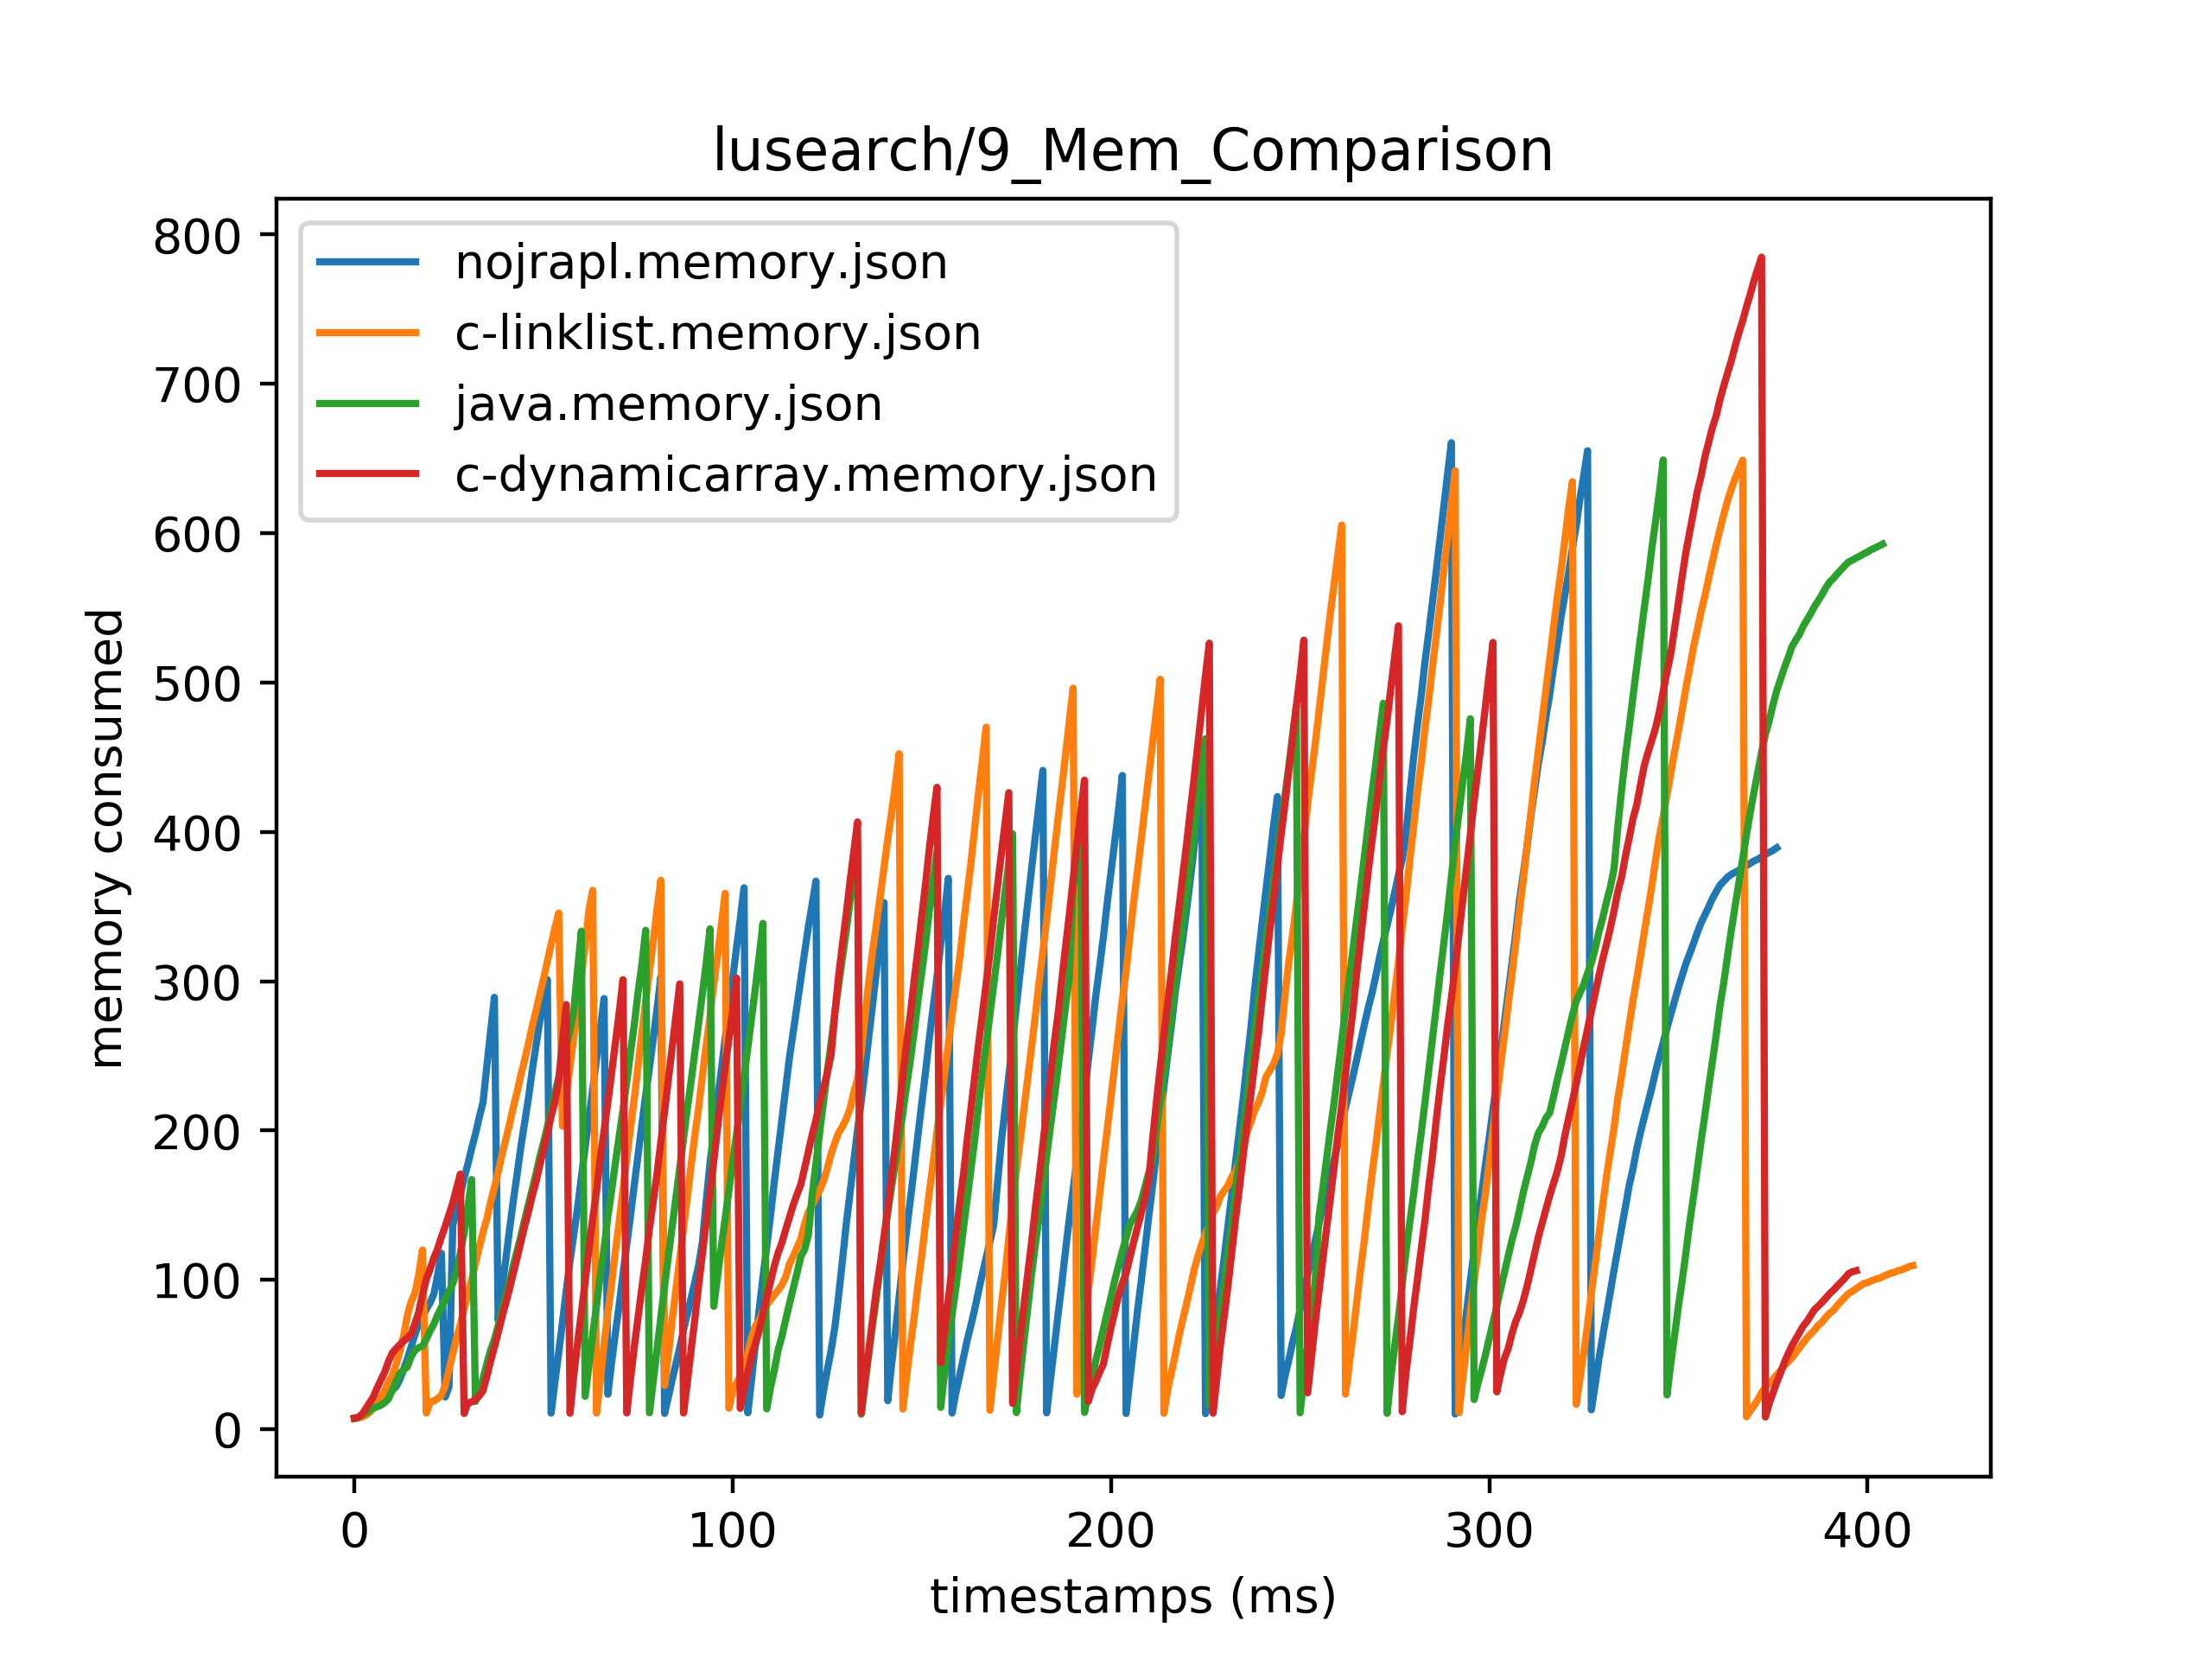 lusearch/9_Mem_Comparison
nojrapl.memory.json
c-linklist.memory.json
java.memory.json
c-dynamicarray.memory.json
memory consumed
800
700
600
500
400
300
200
100
0
0 100 200 300 400
timestamps (ms)